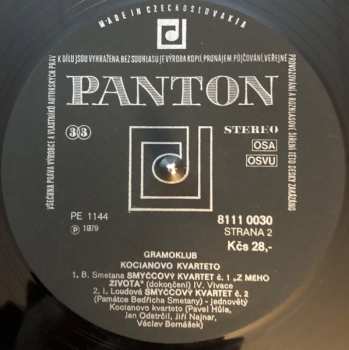 MADE IN CZECHOSLOVAKIA
VŠECHNA PRÁVA VÝROBCE A VLASTNÍKŮ AUTORSKÝCH PRÁV
K DÍLU JSOU VYHRAŽENA. BEZ SOUHLASU JE VÝROBA KOPIÍ, PRONÁJEM, PŮJČOVÁNÍ, VEŘEJNÉ
PROVOZOVÁNÍ A ROZHLASOVÉ ŠÍŘENÍ TÉTO DESKY ZAKÁZÁNO
PANTON
33
STEREO
OSA
OSVU
PE 1144
Ⓟ 1979
8111 0030
STRANA 2
Kčs 28,-
GRAMOKLUB
KOCIANOVO KVARTETO
1. B. Smetana SMYČCOVÝ KVARTET č. 1 „Z MÉHO
ŽIVOTA" (dokončení) IV. Vivace
2. I. Loudová SMYČCOVÝ KVARTET č. 2
(Památce Bedřicha Smetany) - jednovětý
Kocianovo kvarteto (Pavel Hůla,
Jan Odstrčil, Jiří Najnar,
Václav Bernášek)